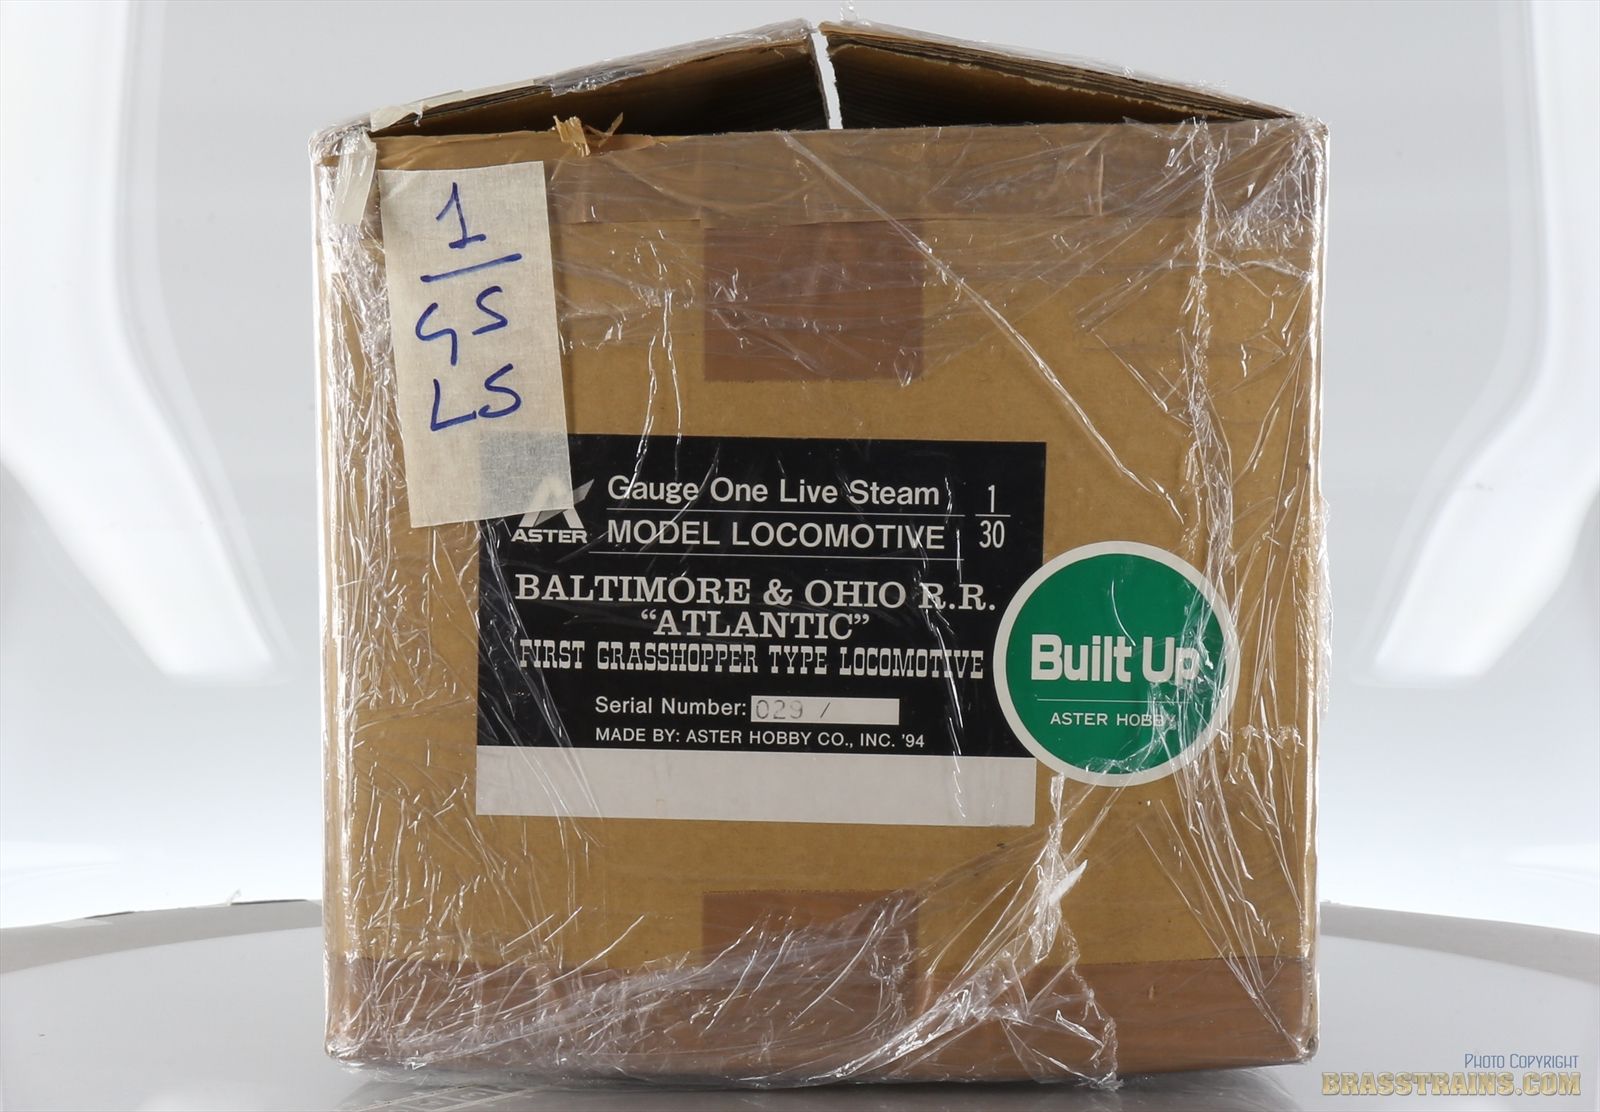 1
GS
LS
ASTER
Gauge One Live Steam
MODEL LOCOMOTIVE
1
30
BALTIMORE & OHIO R.R.
“ATLANTIC”
FIRST GRASSHOPPER TYPE LOCOMOTIVE
Serial Number: 029 /
MADE BY: ASTER HOBBY CO., INC. '94
Built Up
ASTER HOBBY
PHOTO COPYRIGHT
BRASSTRAINS.COM